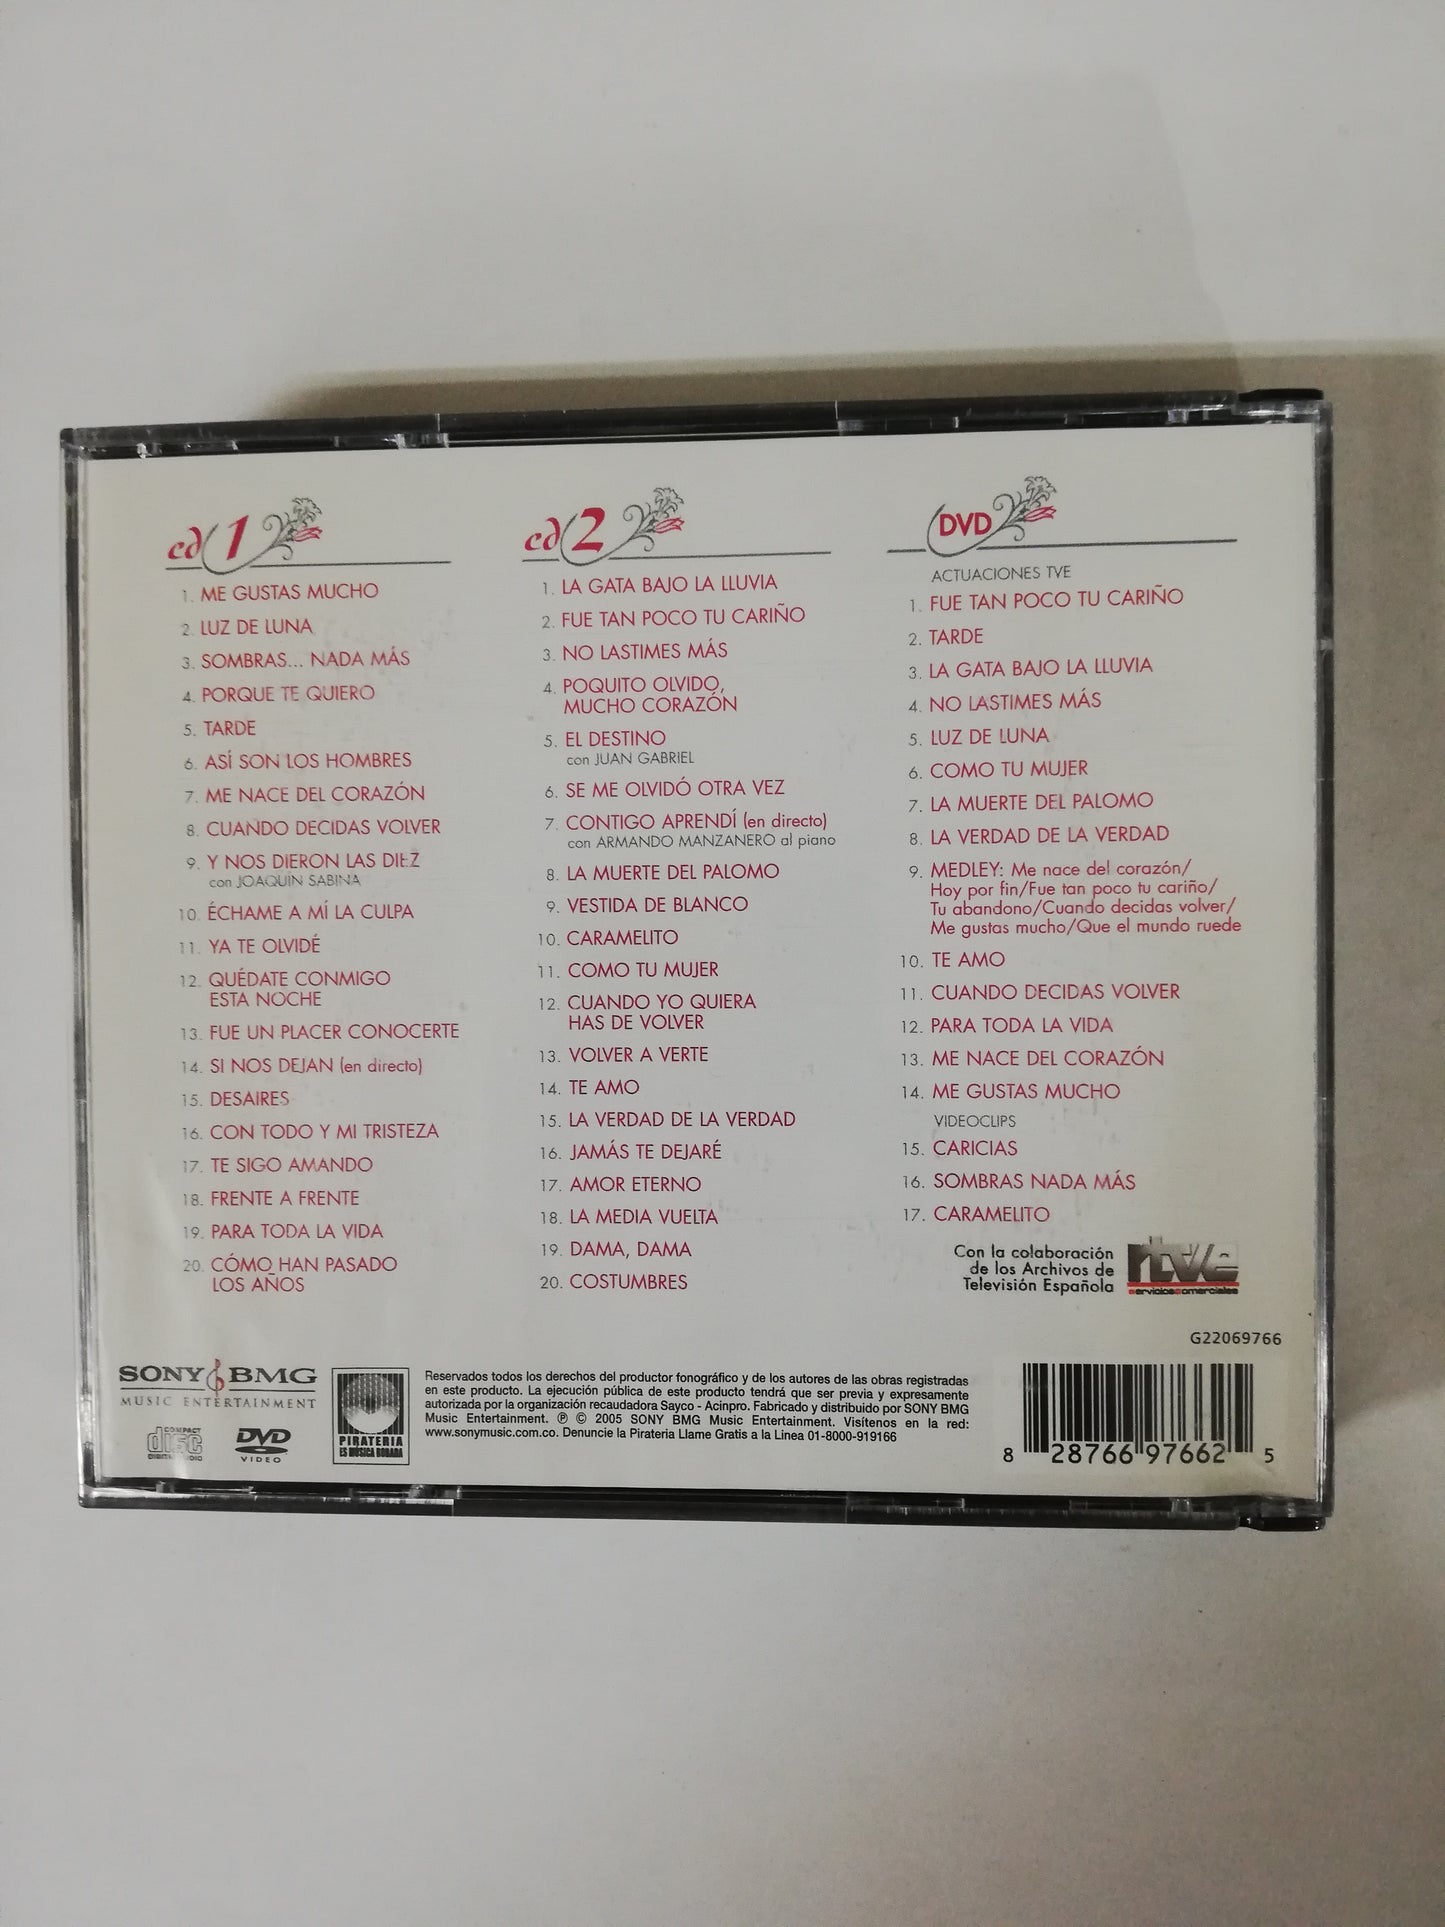 cd 1
1. ME GUSTAS MUCHO
2. LUZ DE LUNA
3. SOMBRAS... NADA MÁS
4. PORQUE TE QUIERO
5. TARDE
6. ASÍ SON LOS HOMBRES
7. ME NACE DEL CORAZÓN
8. CUANDO DECIDAS VOLVER
9. Y NOS DIERON LAS DIEZ
con JOAQUÍN SABINA
10. ÉCHAME A MÍ LA CULPA
11. YA TE OLVIDÉ
12. QUÉDATE CONMIGO
ESTA NOCHE
13. FUE UN PLACER CONOCERTE
14. SI NOS DEJAN (en directo)
15. DESAIRES
16. CON TODO Y MI TRISTEZA
17. TE SIGO AMANDO
18. FRENTE A FRENTE
19. PARA TODA LA VIDA
20. CÓMO HAN PASADO
LOS AÑOS
cd 2
1. LA GATA BAJO LA LLUVIA
2. FUE TAN POCO TU CARIÑO
3. NO LASTIMES MÁS
4. POQUITO OLVIDO,
MUCHO CORAZÓN
5. EL DESTINO
con JUAN GABRIEL
6. SE ME OLVIDÓ OTRA VEZ
7. CONTIGO APRENDÍ (en directo)
con ARMANDO MANZANERO al piano
8. LA MUERTE DEL PALOMO
9. VESTIDA DE BLANCO
10. CARAMELITO
11. COMO TU MUJER
12. CUANDO YO QUIERA
HAS DE VOLVER
13. VOLVER A VERTE
14. TE AMO
15. LA VERDAD DE LA VERDAD
16. JAMÁS TE DEJARÉ
17. AMOR ETERNO
18. LA MEDIA VUELTA
19. DAMA, DAMA
20. COSTUMBRES
DVD
ACTUACIONES TVE
1. FUE TAN POCO TU CARIÑO
2. TARDE
3. LA GATA BAJO LA LLUVIA
4. NO LASTIMES MÁS
5. LUZ DE LUNA
6. COMO TU MUJER
7. LA MUERTE DEL PALOMO
8. LA VERDAD DE LA VERDAD
9. MEDLEY: Me nace del corazón/
Hoy por fin/Fue tan poco tu cariño/
Tu abandono/Cuando decidas volver/
Me gustas mucho/Que el mundo ruede
10. TE AMO
11. CUANDO DECIDAS VOLVER
12. PARA TODA LA VIDA
13. ME NACE DEL CORAZÓN
14. ME GUSTAS MUCHO
VIDEOCLIPS
15. CARICIAS
16. SOMBRAS NADA MÁS
17. CARAMELITO
Con la colaboración
de los Archivos de
Televisión Española
rtve
servicioscomerciales
G22069766
SONY BMG
MUSIC ENTERTAINMENT
COMPACT
disc
DIGITAL AUDIO
DVD
VIDEO
PIRATERIA
ES MUSICA ROBADA
Reservados todos los derechos del productor fonográfico y de los autores de las obras registradas
en este producto. La ejecución pública de este producto tendrá que ser previa y expresamente
autorizada por la organización recaudadora Sayco - Acinpro. Fabricado y distribuido por SONY BMG
Music Entertainment. ℗ © 2005 SONY BMG Music Entertainment. Visítenos en la red:
www.sonymusic.com.co. Denuncie la Pirateria Llame Gratis a la Linea 01-8000-919166
8 28766 97662 5